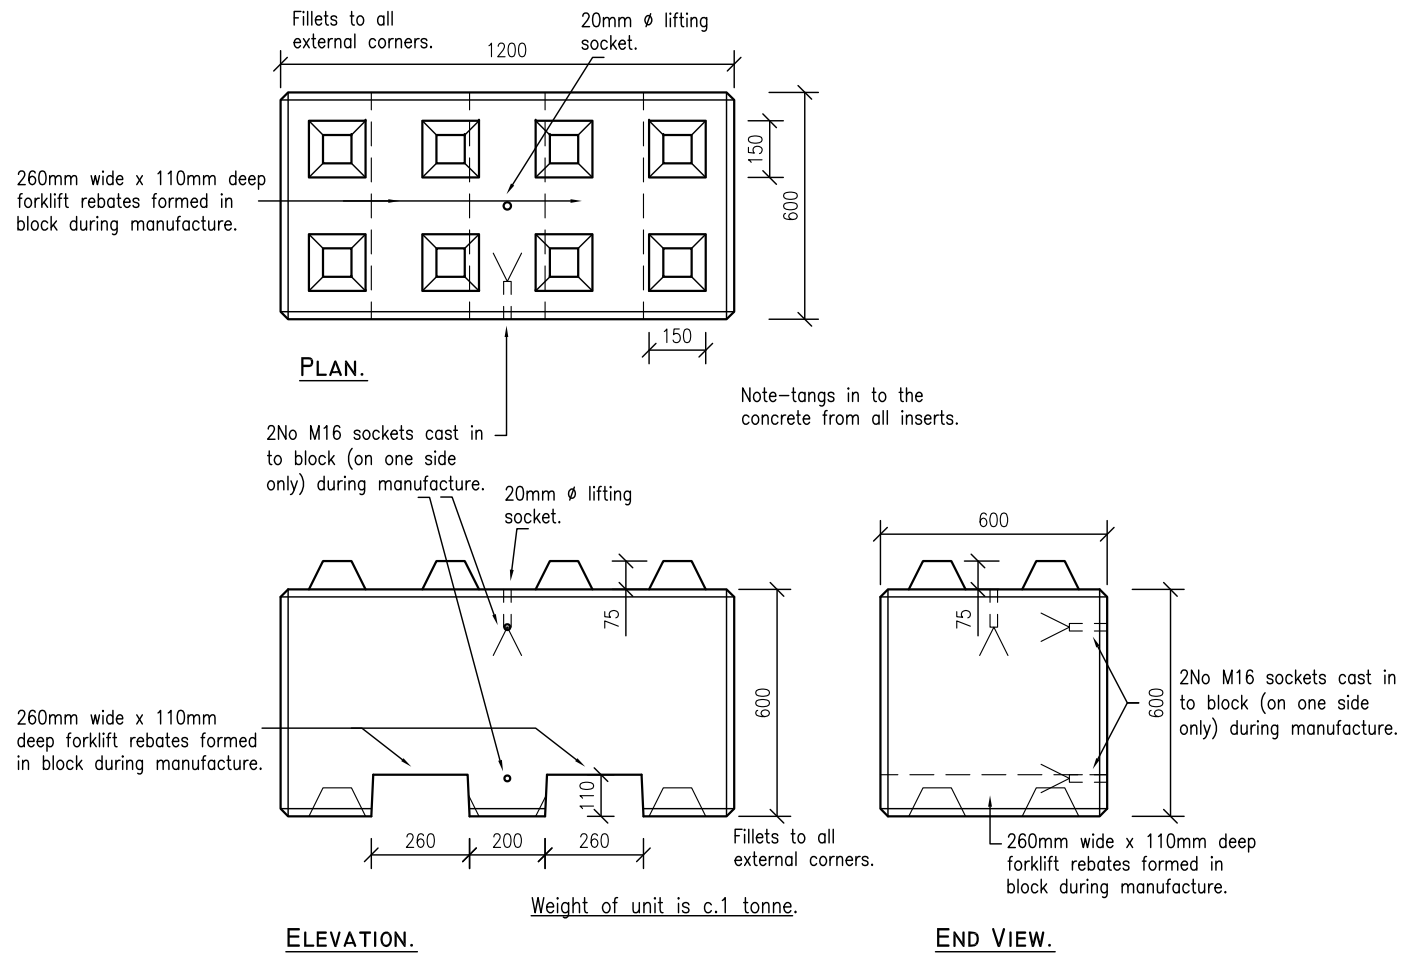 Fillets to all
external corners.
20mm ø lifting
socket.
1200
260mm wide x 110mm deep
forklift rebates formed in
block during manufacture.
150
600
150
PLAN.
Note-tangs in to the
concrete from all inserts.
2No M16 sockets cast in
to block (on one side
only) during manufacture.
20mm ø lifting
socket.
75
600
260mm wide x 110mm
deep forklift rebates formed
in block during manufacture.
110
260
200
260
Fillets to all
external corners.
Weight of unit is c.1 tonne.
ELEVATION.
600
75
600
2No M16 sockets cast in
to block (on one side
only) during manufacture.
260mm wide x 110mm deep
forklift rebates formed in
block during manufacture.
END VIEW.